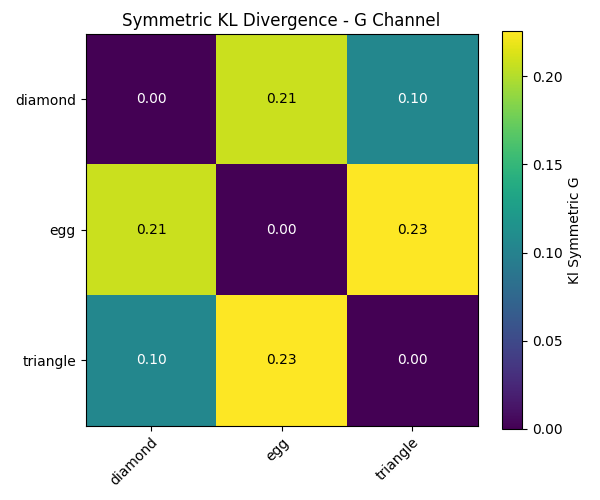 Symmetric KL Divergence - G Channel
diamond 0.00 0.21 0.10
egg 0.21 0.00 0.23
triangle 0.10 0.23 0.00
diamond egg triangle
0.20
0.15
0.10
0.05
0.00
Kl Symmetric G